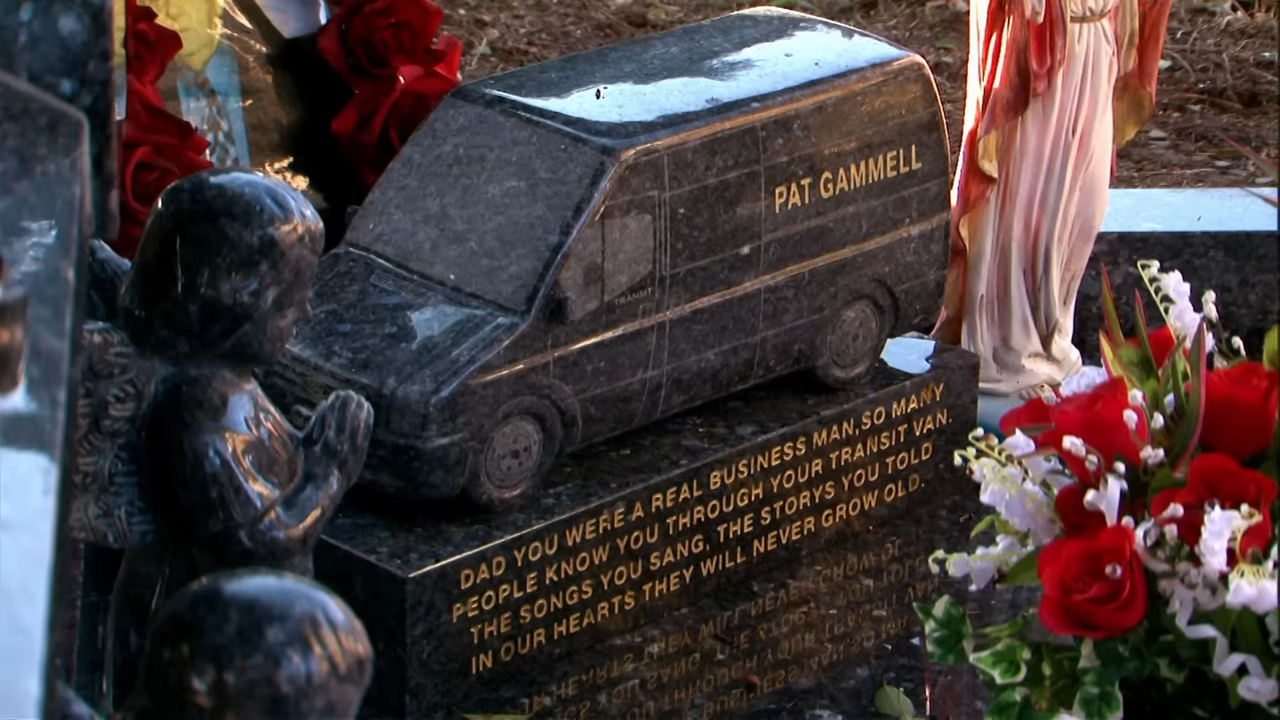 PAT GAMMELL
TRANSIT
DAD YOU WERE A REAL BUSINESS MAN,SO MANY
PEOPLE KNOW YOU THROUGH YOUR TRANSIT VAN.
THE SONGS YOU SANG, THE STORYS YOU TOLD
IN OUR HEARTS THEY WILL NEVER GROW OLD.